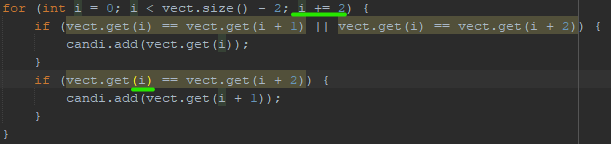 for (int i = 0; i < vect.size() - 2; i += 2) {
    if (vect.get(i) == vect.get(i + 1) || vect.get(i) == vect.get(i + 2)) {
        candi.add(vect.get(i));
    }
    if (vect.get(i) == vect.get(i + 2)) {
        candi.add(vect.get(i + 1));
    }
}